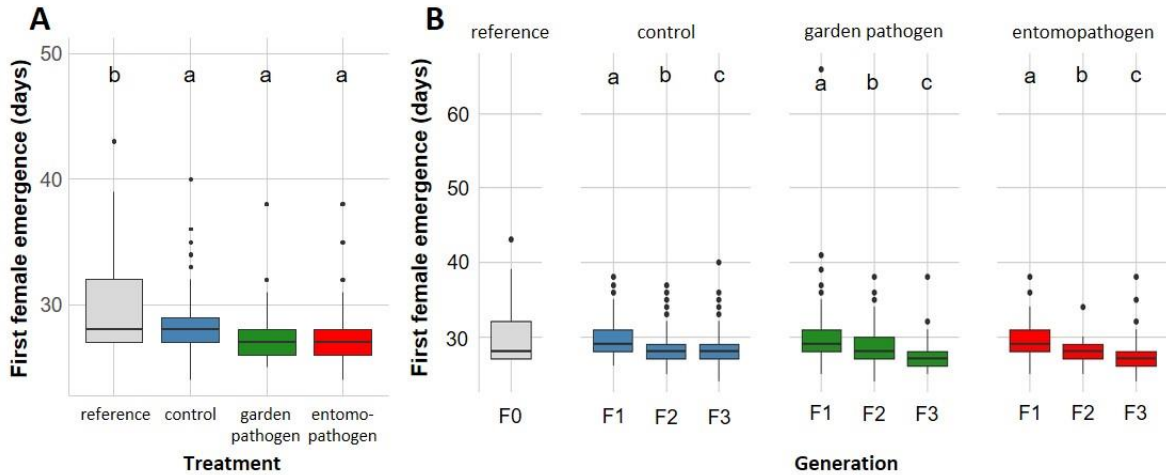 A
First female emergence (days)
50
40
30
b a a a
reference control garden pathogen entomo-pathogen
Treatment
B
First female emergence (days)
reference control garden pathogen entomopathogen
a b c a b c a b c
60
50
40
30
F0 F1 F2 F3 F1 F2 F3 F1 F2 F3
Generation